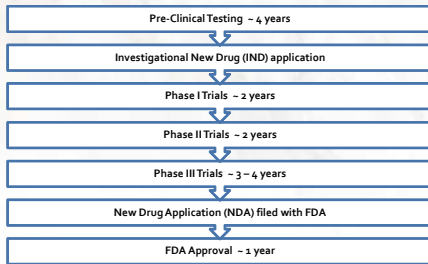 Pre-Clinical Testing ~ 4 years
Investigational New Drug (IND) application
Phase I Trials ~ 2 years
Phase II Trials ~ 2 years
Phase III Trials ~ 3 – 4 years
New Drug Application (NDA) filed with FDA
FDA Approval ~ 1 year